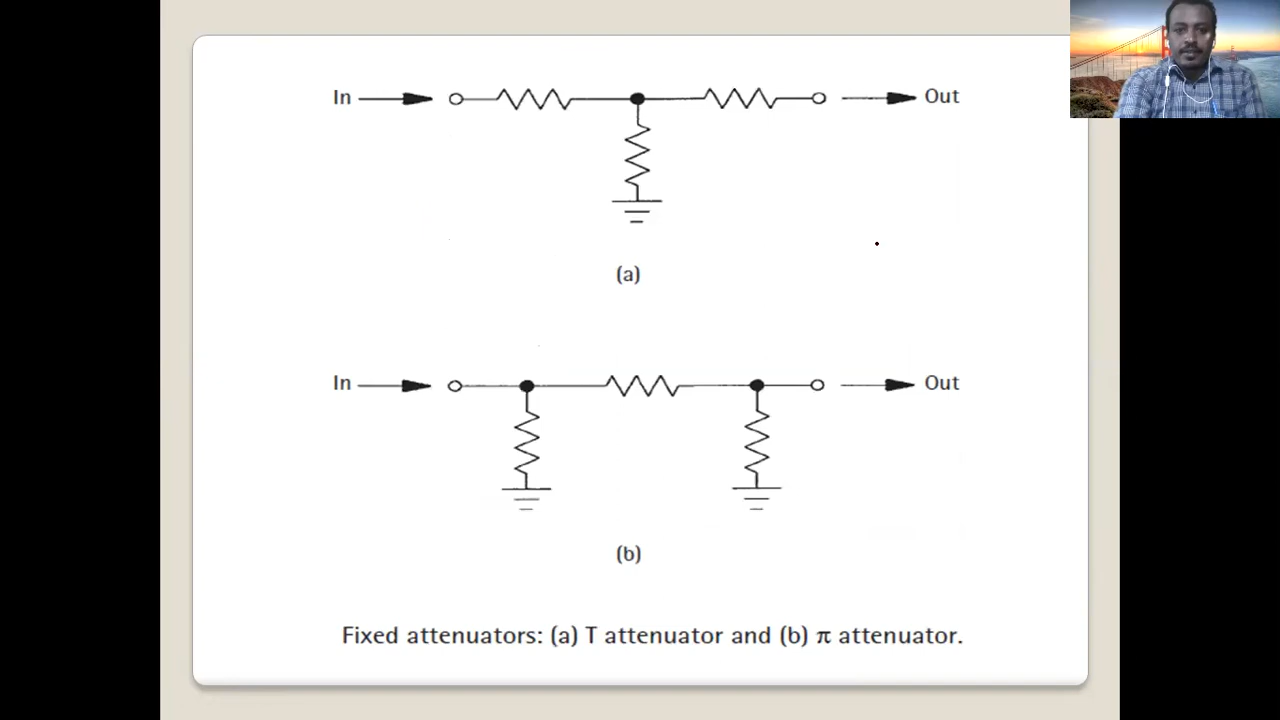 In Out
(a)
In Out
(b)
Fixed attenuators: (a) T attenuator and (b) π attenuator.